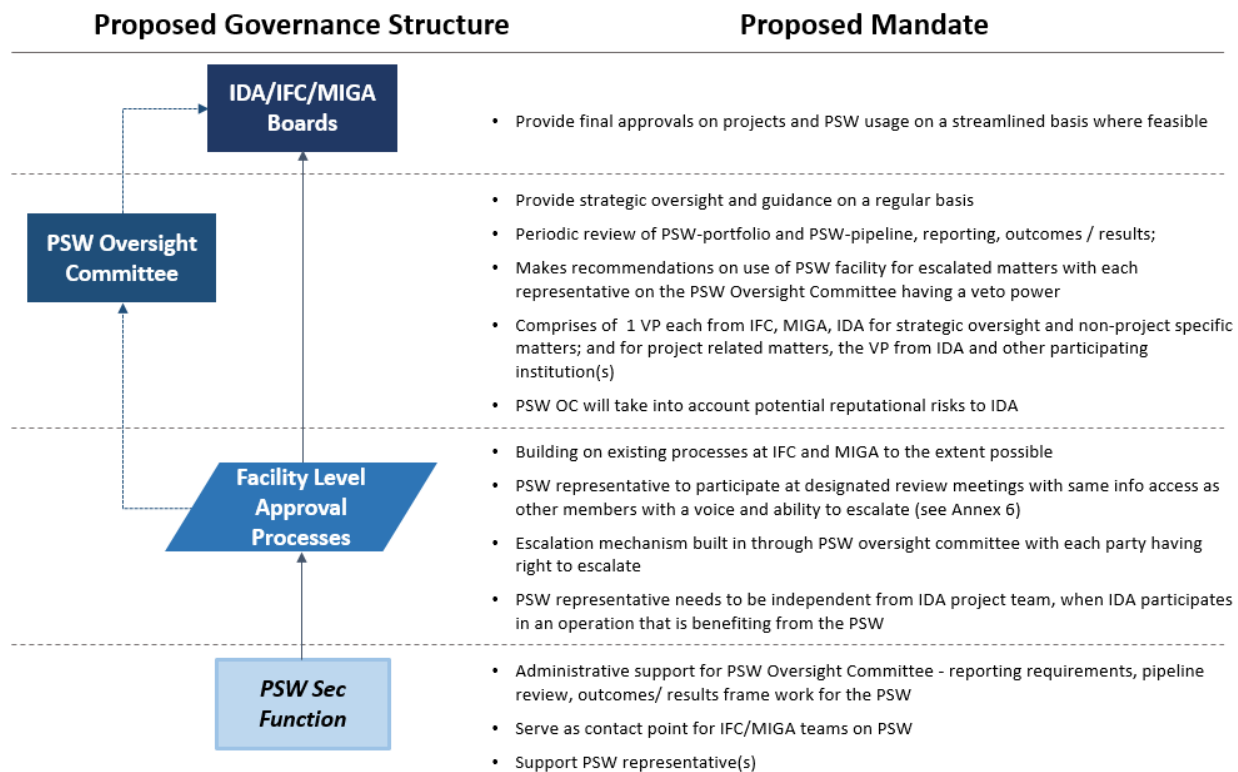 Proposed Governance Structure
Proposed Mandate
IDA/IFC/MIGA
Boards
• Provide final approvals on projects and PSW usage on a streamlined basis where feasible
PSW Oversight
Committee
• Provide strategic oversight and guidance on a regular basis
• Periodic review of PSW-portfolio and PSW-pipeline, reporting, outcomes / results;
• Makes recommendations on use of PSW facility for escalated matters with each
representative on the PSW Oversight Committee having a veto power
• Comprises of 1 VP each from IFC, MIGA, IDA for strategic oversight and non-project specific
matters; and for project related matters, the VP from IDA and other participating
institution(s)
• PSW OC will take into account potential reputational risks to IDA
Facility Level
Approval
Processes
• Building on existing processes at IFC and MIGA to the extent possible
• PSW representative to participate at designated review meetings with same info access as
other members with a voice and ability to escalate (see Annex 6)
• Escalation mechanism built in through PSW oversight committee with each party having
right to escalate
• PSW representative needs to be independent from IDA project team, when IDA participates
in an operation that is benefiting from the PSW
PSW Sec
Function
• Administrative support for PSW Oversight Committee - reporting requirements, pipeline
review, outcomes/ results frame work for the PSW
• Serve as contact point for IFC/MIGA teams on PSW
• Support PSW representative(s)